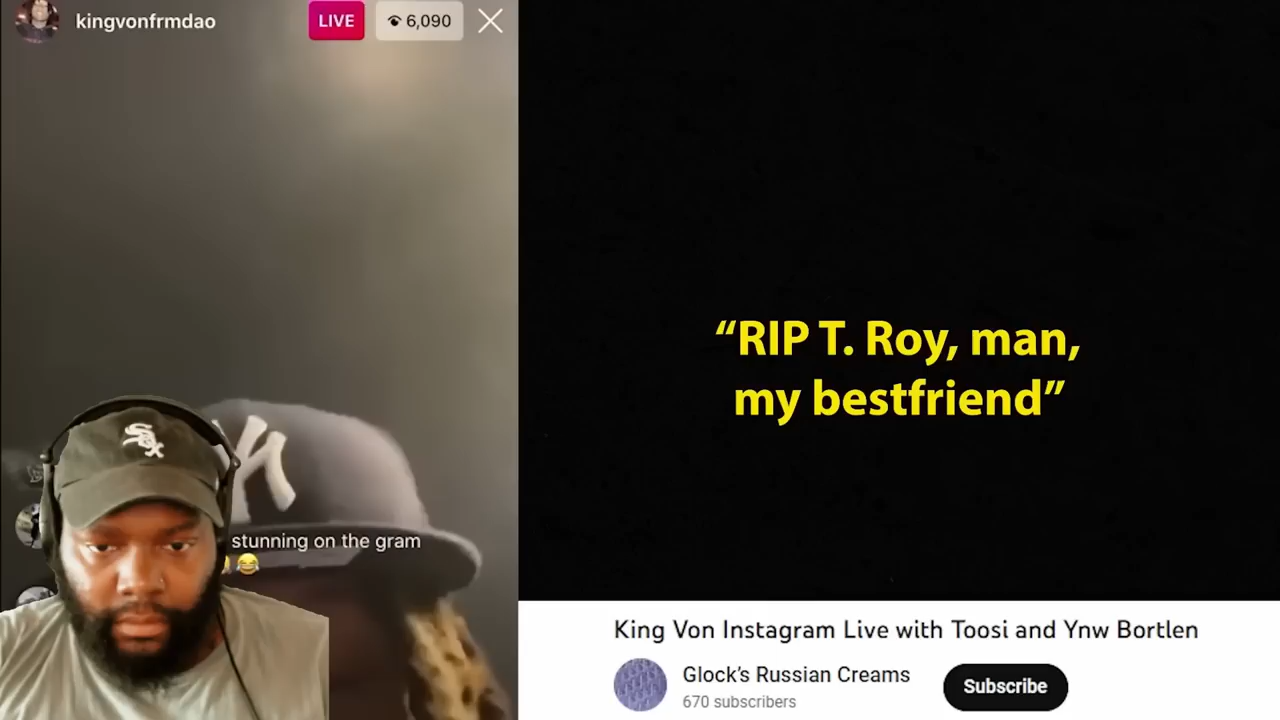 kingvonfrmdao
LIVE
6,090
Sox
stunning on the gram
😂
“RIP T. Roy, man,
my bestfriend”
King Von Instagram Live with Toosi and Ynw Bortlen
Glock’s Russian Creams
670 subscribers
Subscribe